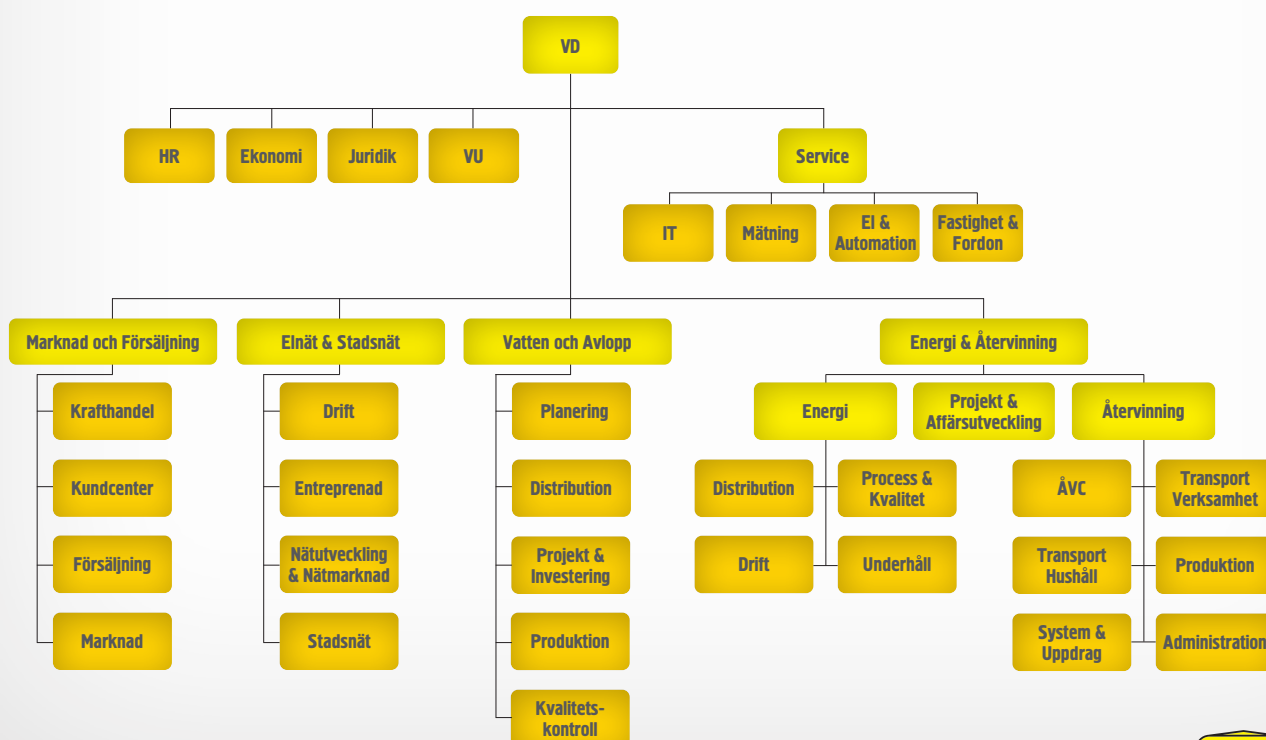 VD
HR
Ekonomi
Juridik
VU
Service
IT
Mätning
El &
Automation
Fastighet &
Fordon
Marknad och Försäljning
Krafthandel
Kundcenter
Försäljning
Marknad
Elnät & Stadsnät
Drift
Entreprenad
Nätutveckling
& Nätmarknad
Stadsnät
Vatten och Avlopp
Planering
Distribution
Projekt &
Investering
Produktion
Kvalitets-
kontroll
Energi & Återvinning
Energi
Distribution
Process &
Kvalitet
Drift
Underhåll
Projekt &
Affärsutveckling
Återvinning
ÅVC
Transport
Verksamhet
Transport
Hushåll
Produktion
System &
Uppdrag
Administration